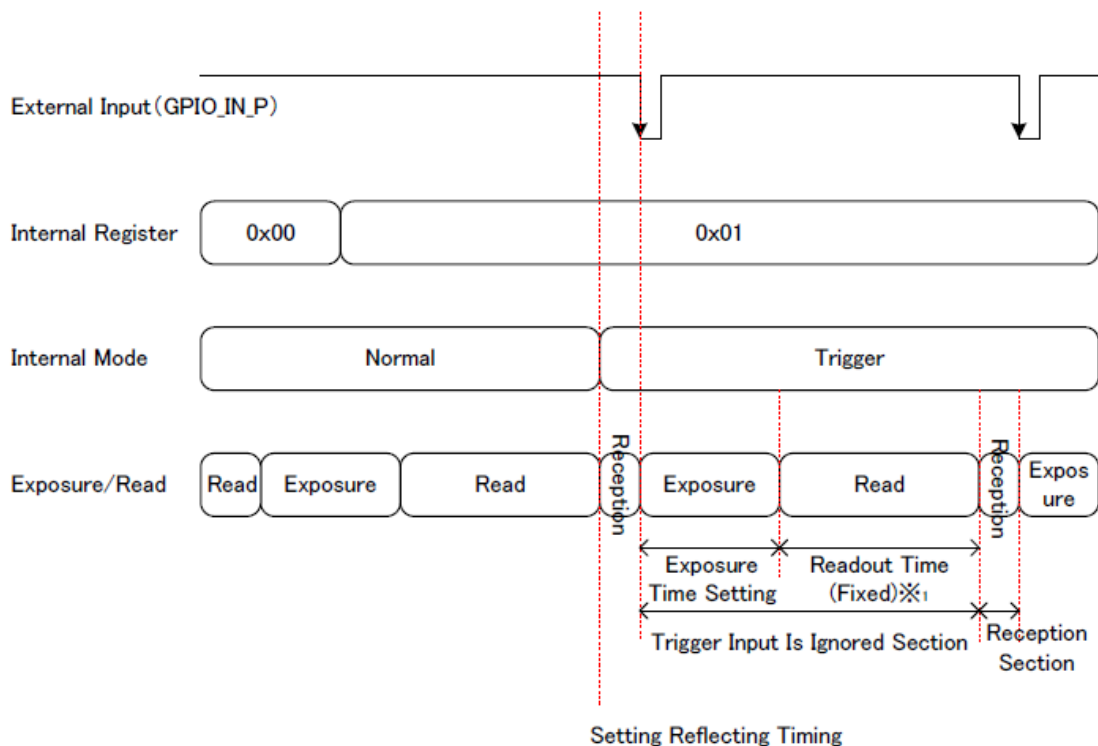 External Input(GPIO_IN_P)
Internal Register
0x00
0x01
Internal Mode
Normal
Trigger
Exposure/Read
Read
Exposure
Read
Reception
Exposure
Read
Reception
Expos
ure
Exposure
Time Setting
Readout Time
(Fixed)※1
Trigger Input Is Ignored Section
Reception
Section
Setting Reflecting Timing